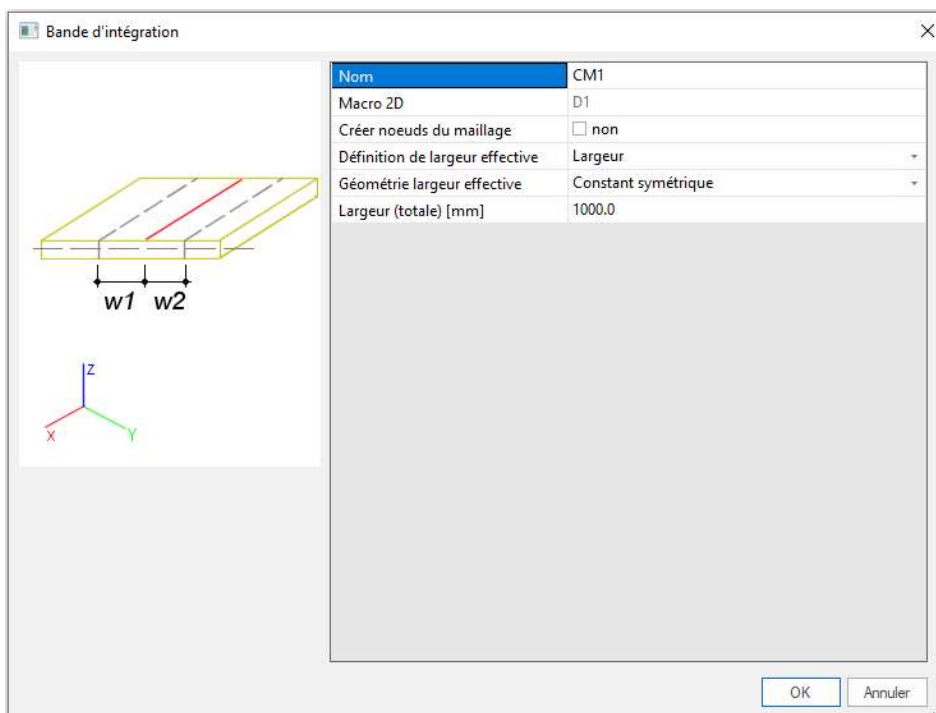 Bande d'intégration
Nom CM1
Macro 2D D1
Créer noeuds du maillage non
Définition de largeur effective Largeur
Géométrie largeur effective Constant symétrique
Largeur (totale) [mm] 1000.0
w1 w2
Z
X Y
OK Annuler